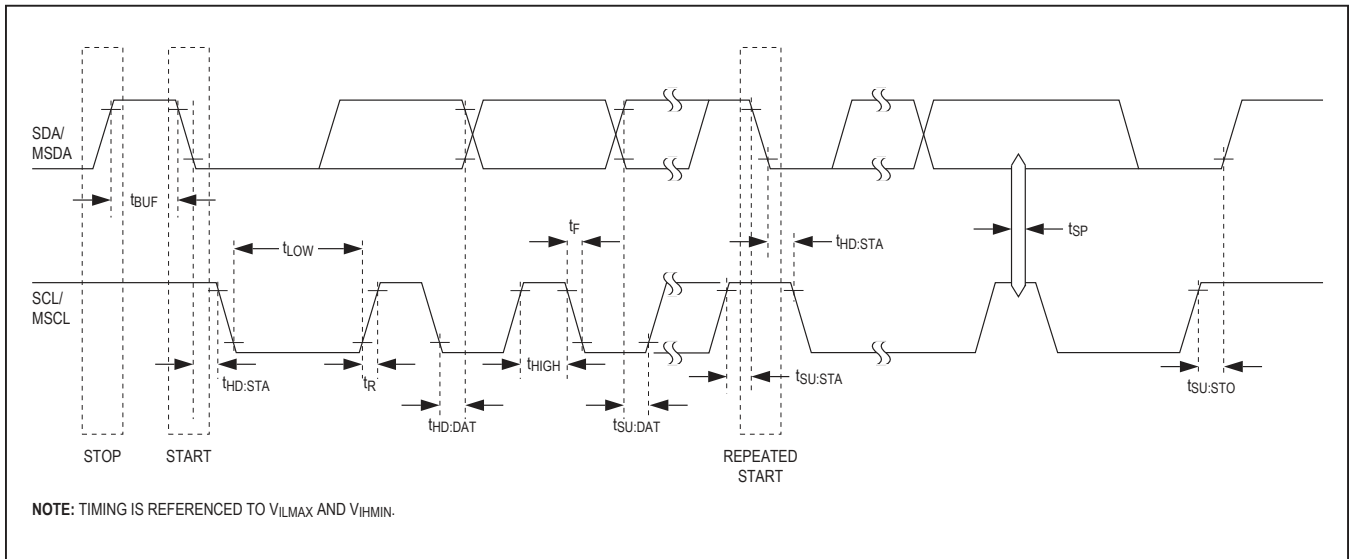 SDA/
MSDA
tBUF
tLOW
tF
tHD:STA
tSP
SCL/
MSCL
tHD:STA
tR
tHIGH
tSU:STA
tSU:STO
tHD:DAT
tSU:DAT
STOP
START
REPEATED
START
NOTE: TIMING IS REFERENCED TO VILMAX AND VIHMIN.